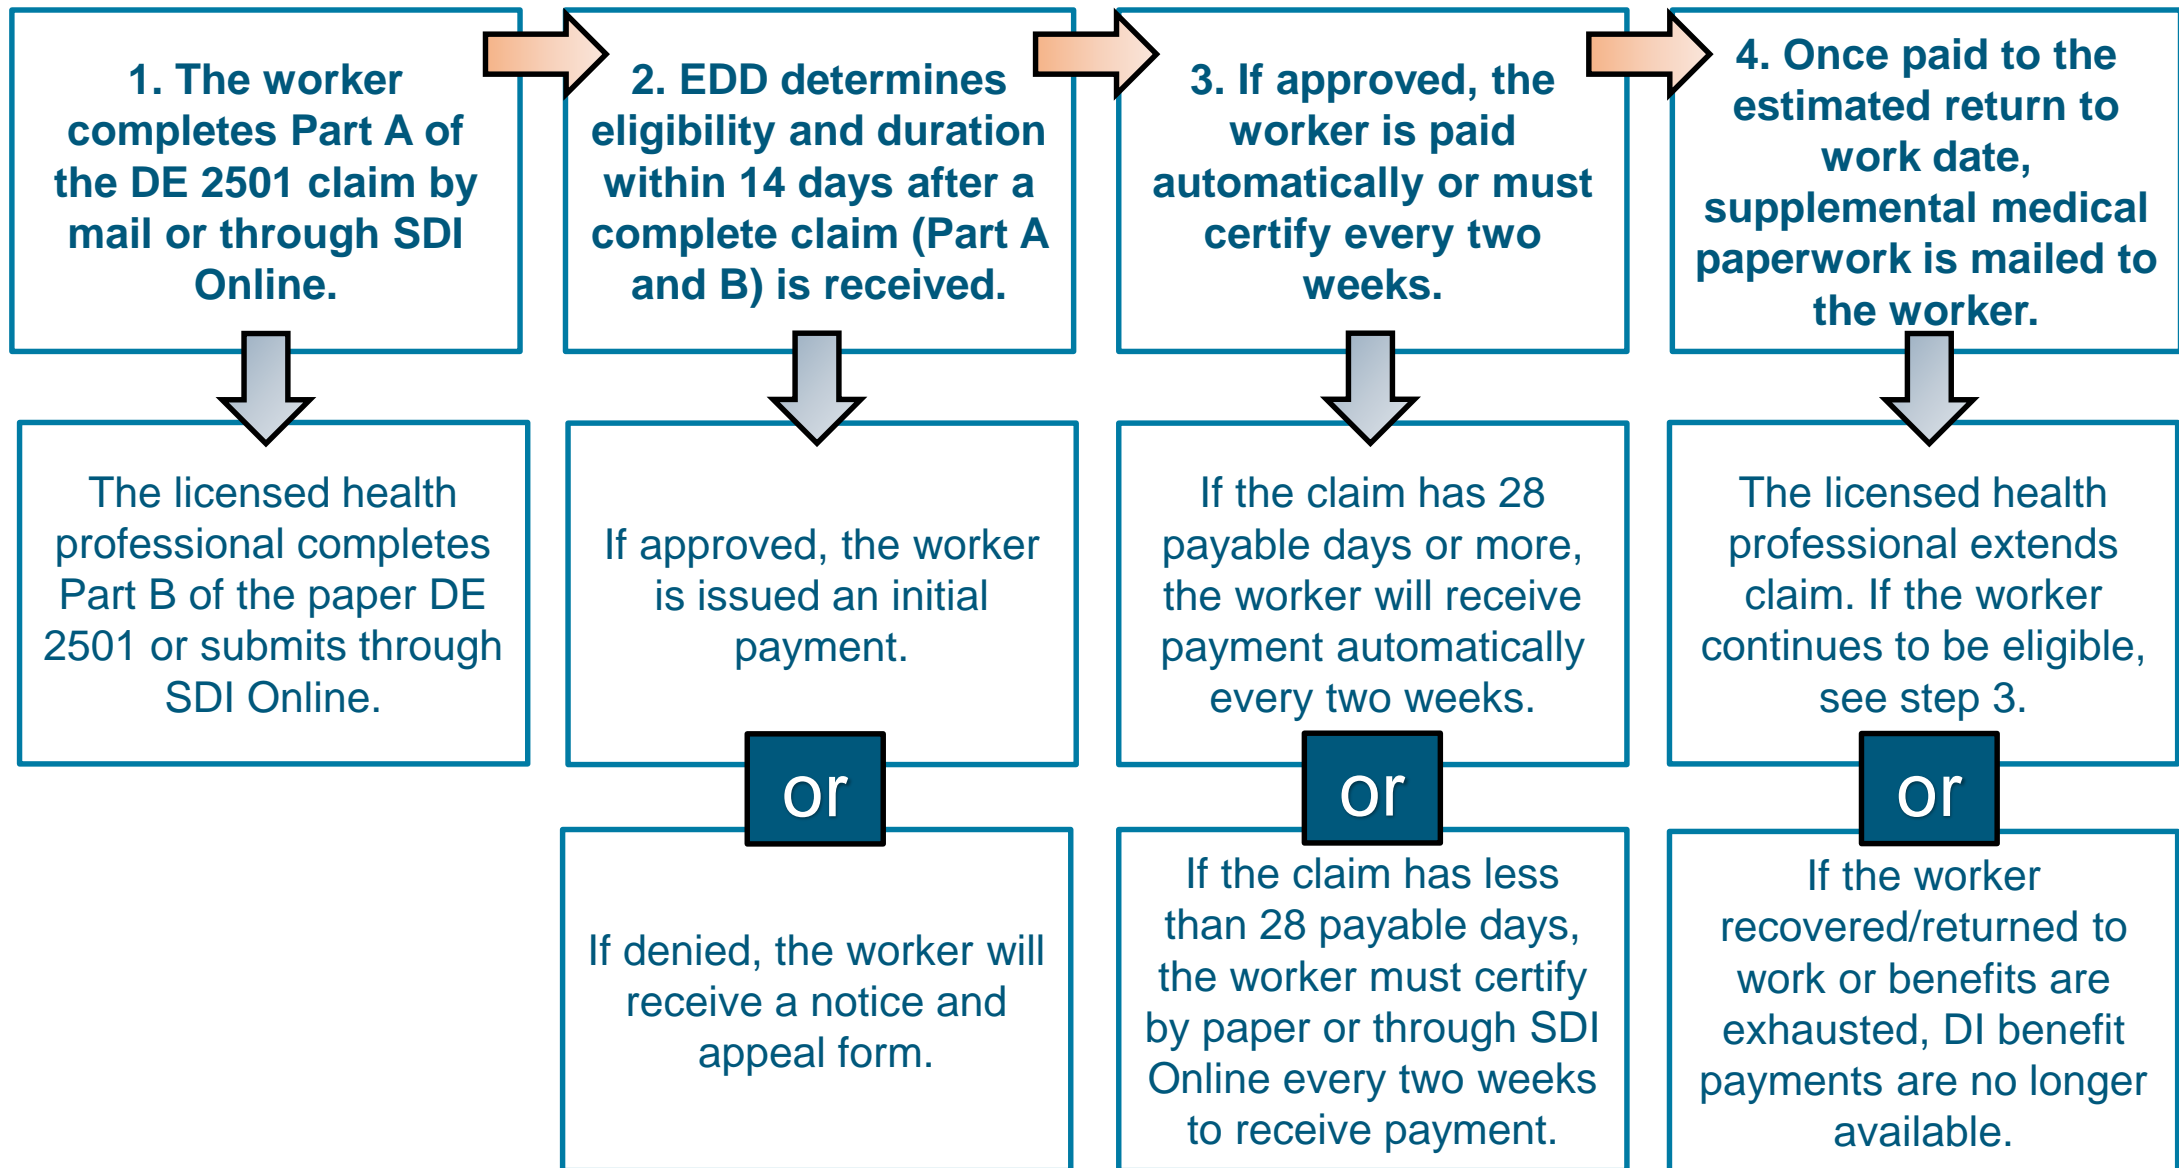 1. The worker
completes Part A of
the DE 2501 claim by
mail or through SDI
Online.
The licensed health
professional completes
Part B of the paper DE
2501 or submits through
SDI Online.
2. EDD determines
eligibility and duration
within 14 days after a
complete claim (Part A
and B) is received.
If approved, the worker
is issued an initial
payment.
or
If denied, the worker will
receive a notice and
appeal form.
3. If approved, the
worker is paid
automatically or must
certify every two
weeks.
If the claim has 28
payable days or more,
the worker will receive
payment automatically
every two weeks.
or
If the claim has less
than 28 payable days,
the worker must certify
by paper or through SDI
Online every two weeks
to receive payment.
4. Once paid to the
estimated return to
work date,
supplemental medical
paperwork is mailed to
the worker.
The licensed health
professional extends
claim. If the worker
continues to be eligible,
see step 3.
or
If the worker
recovered/returned to
work or benefits are
exhausted, DI benefit
payments are no longer
available.